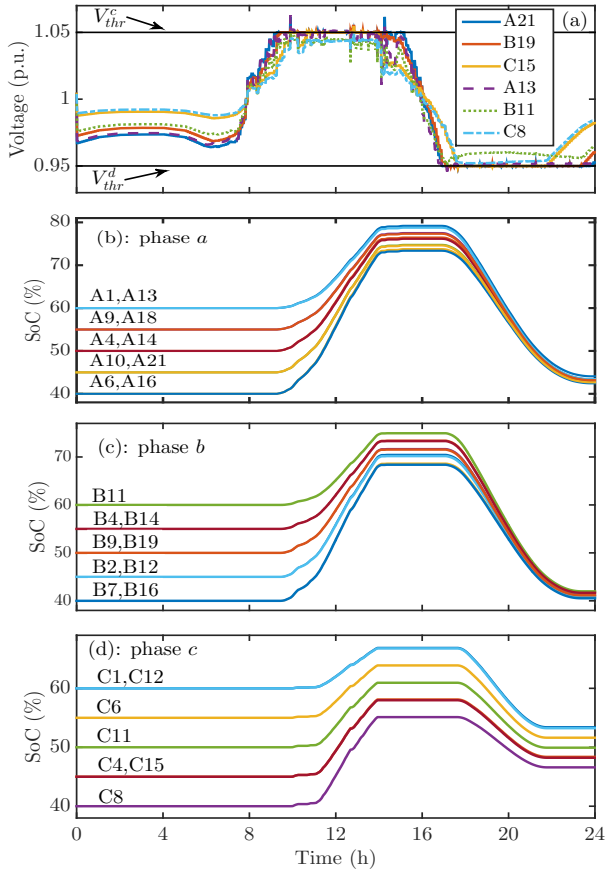 V_thr^c
(a)
A21
B19
C15
A13
B11
C8
V_thr^d
Voltage (p.u.)
1.05
1
0.95
(b): phase a
SoC (%)
80
70
60
50
40
A1,A13
A9,A18
A4,A14
A10,A21
A6,A16
(c): phase b
SoC (%)
70
60
50
40
B11
B4,B14
B9,B19
B2,B12
B7,B16
(d): phase c
SoC (%)
60
50
40
C1,C12
C6
C11
C4,C15
C8
0 4 8 12 16 20 24
Time (h)